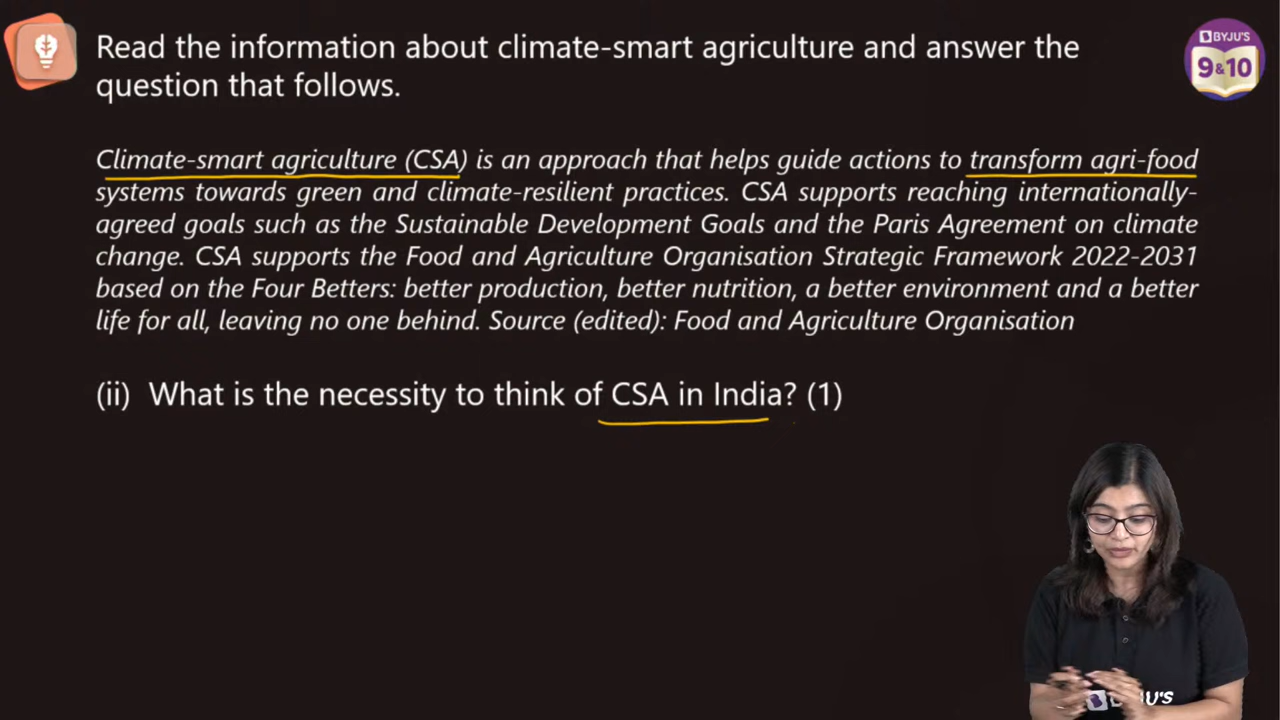 Read the information about climate-smart agriculture and answer the
question that follows.
BYJU'S
9&10
Climate-smart agriculture (CSA) is an approach that helps guide actions to transform agri-food
systems towards green and climate-resilient practices. CSA supports reaching internationally-
agreed goals such as the Sustainable Development Goals and the Paris Agreement on climate
change. CSA supports the Food and Agriculture Organisation Strategic Framework 2022-2031
based on the Four Betters: better production, better nutrition, a better environment and a better
life for all, leaving no one behind. Source (edited): Food and Agriculture Organisation
(ii) What is the necessity to think of CSA in India? (1)